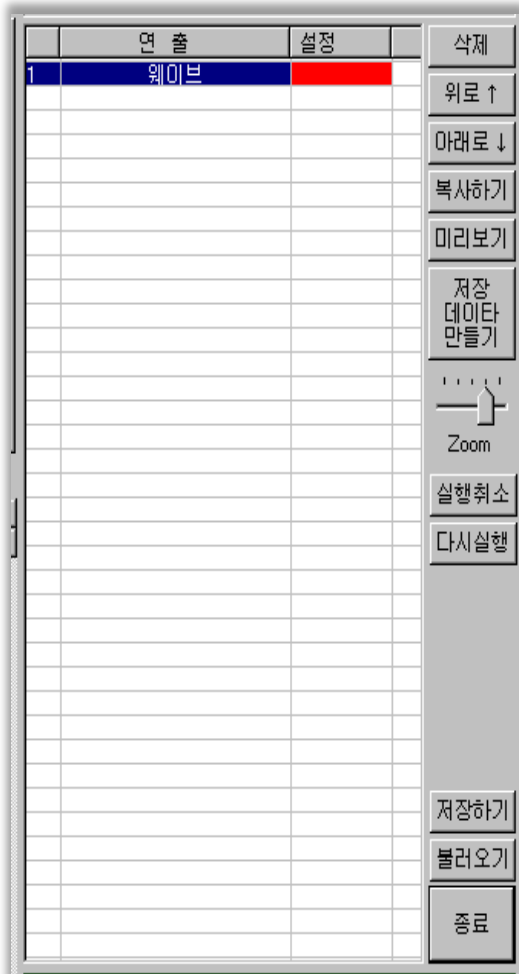 연 출 설정
1 웨이브
삭제
위로 ↑
아래로 ↓
복사하기
미리보기
저장
데이타
만들기
Zoom
실행취소
다시실행
저장하기
불러오기
종료